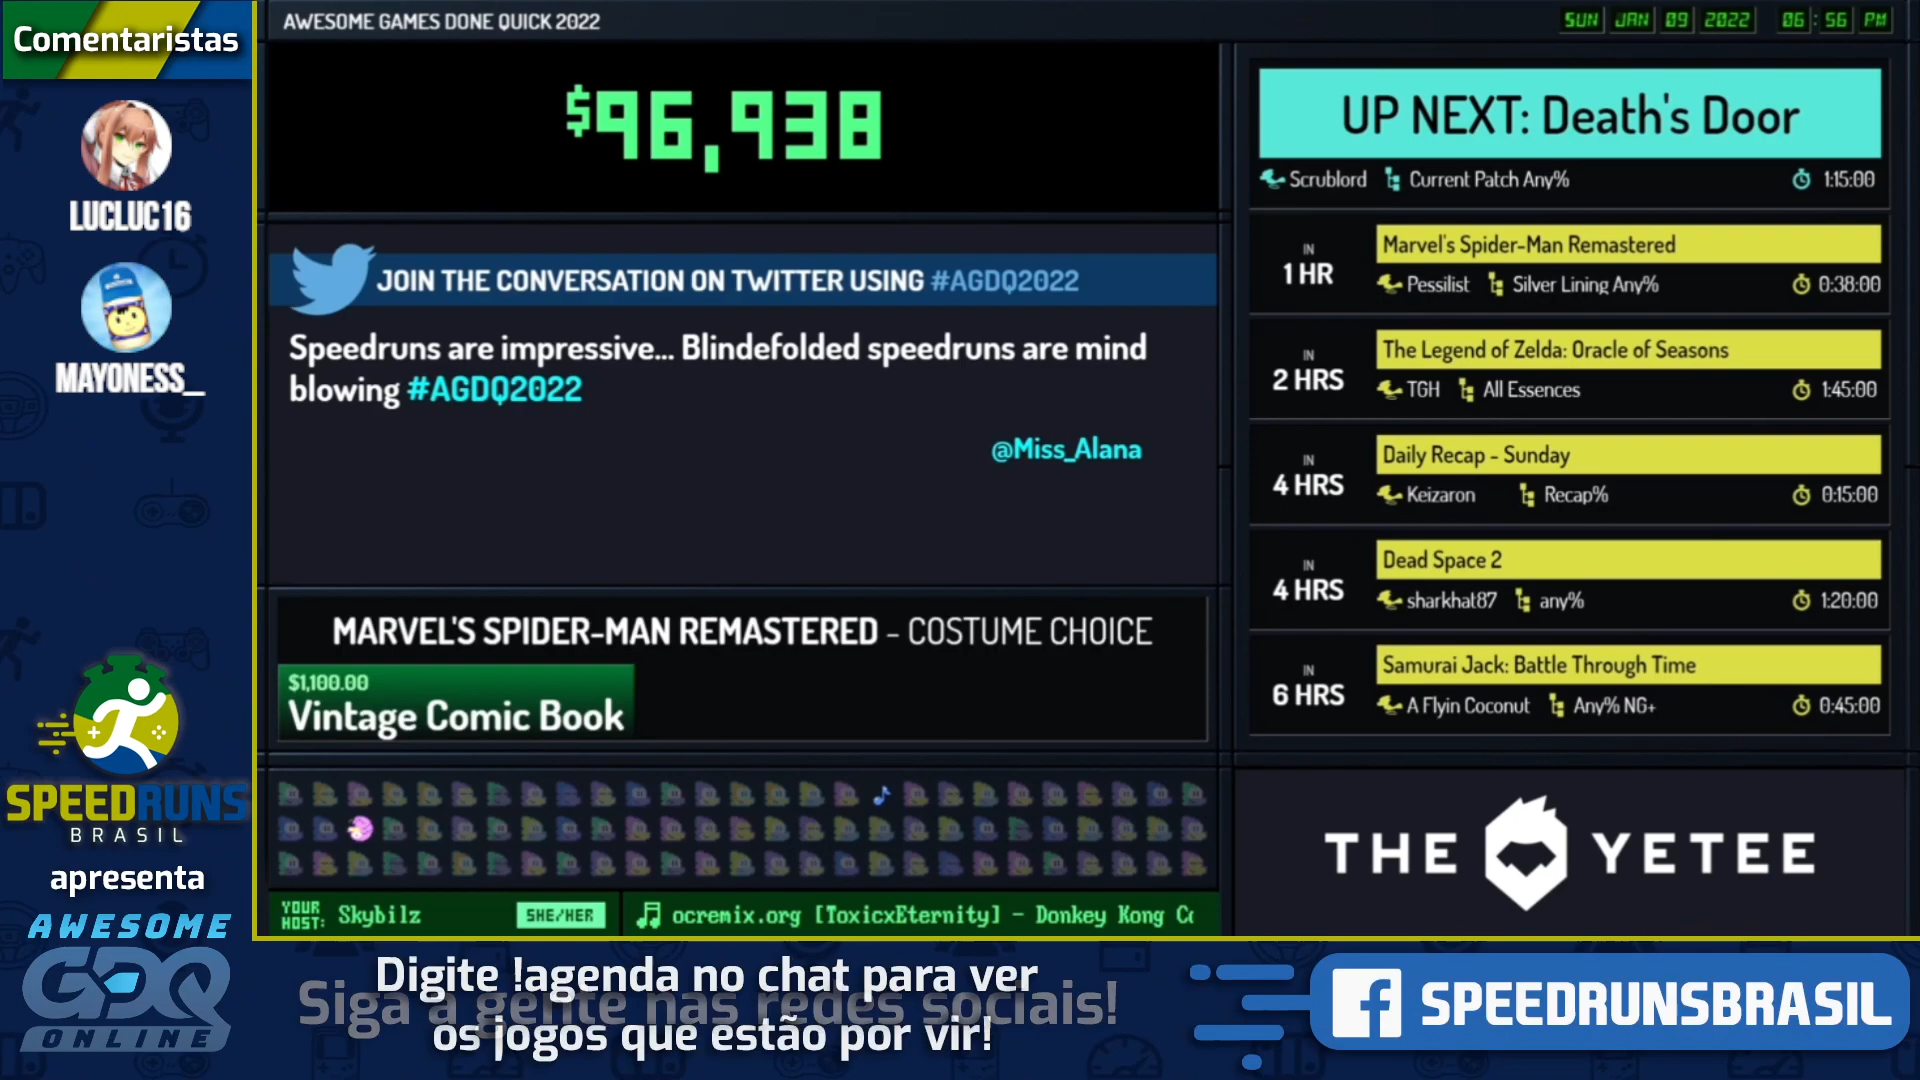 Comentaristas
LUCLUC16
MAYONESS_
SPEEDRUNS
BRASIL
apresenta
AWESOME
GDQ
ONLINE
AWESOME GAMES DONE QUICK 2022
SUN JAN 09 2022 06:56 PM
$96,938
JOIN THE CONVERSATION ON TWITTER USING #AGDQ2022
Speedruns are impressive... Blindefolded speedruns are mind
blowing #AGDQ2022
@Miss_Alana
MARVEL'S SPIDER-MAN REMASTERED - COSTUME CHOICE
$1,100.00
Vintage Comic Book
YOUR HOST: Skybilz SHE/HER
ocremix.org [ToxicxEternity] - Donkey Kong Co
UP NEXT: Death's Door
Scrublord Current Patch Any% 1:15:00
IN 1 HR
Marvel's Spider-Man Remastered
Pessilist Silver Lining Any% 0:38:00
IN 2 HRS
The Legend of Zelda: Oracle of Seasons
TGH All Essences 1:45:00
IN 4 HRS
Daily Recap - Sunday
Keizaron Recap% 0:15:00
IN 4 HRS
Dead Space 2
sharkhat87 any% 1:20:00
IN 6 HRS
Samurai Jack: Battle Through Time
A Flyin Coconut Any% NG+ 0:45:00
THE YETEE
Digite !agenda no chat para ver
os jogos que estão por vir!
Siga a gente nas redes sociais!
SPEEDRUNSBRASIL